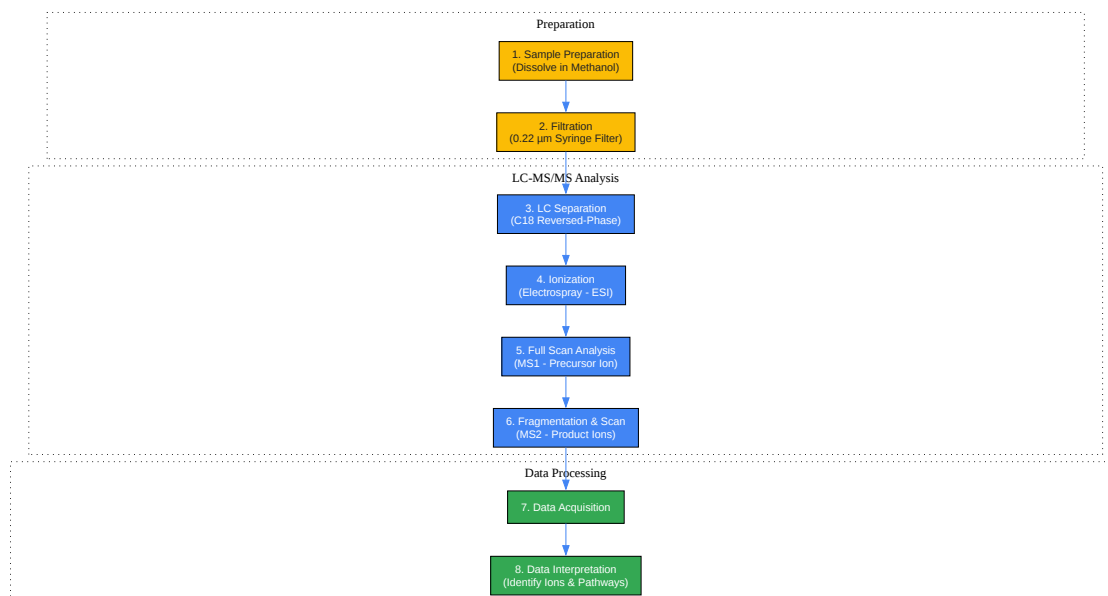 Preparation
1. Sample Preparation
(Dissolve in Methanol)
2. Filtration
(0.22 µm Syringe Filter)
LC-MS/MS Analysis
3. LC Separation
(C18 Reversed-Phase)
4. Ionization
(Electrospray - ESI)
5. Full Scan Analysis
(MS1 - Precursor Ion)
6. Fragmentation & Scan
(MS2 - Product Ions)
Data Processing
7. Data Acquisition
8. Data Interpretation
(Identify Ions & Pathways)